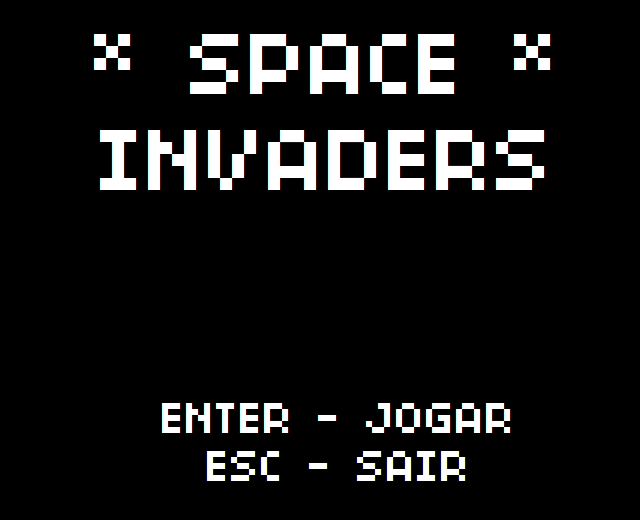 * SPACE *
INVADERS
ENTER - JOGAR
ESC - SAIR